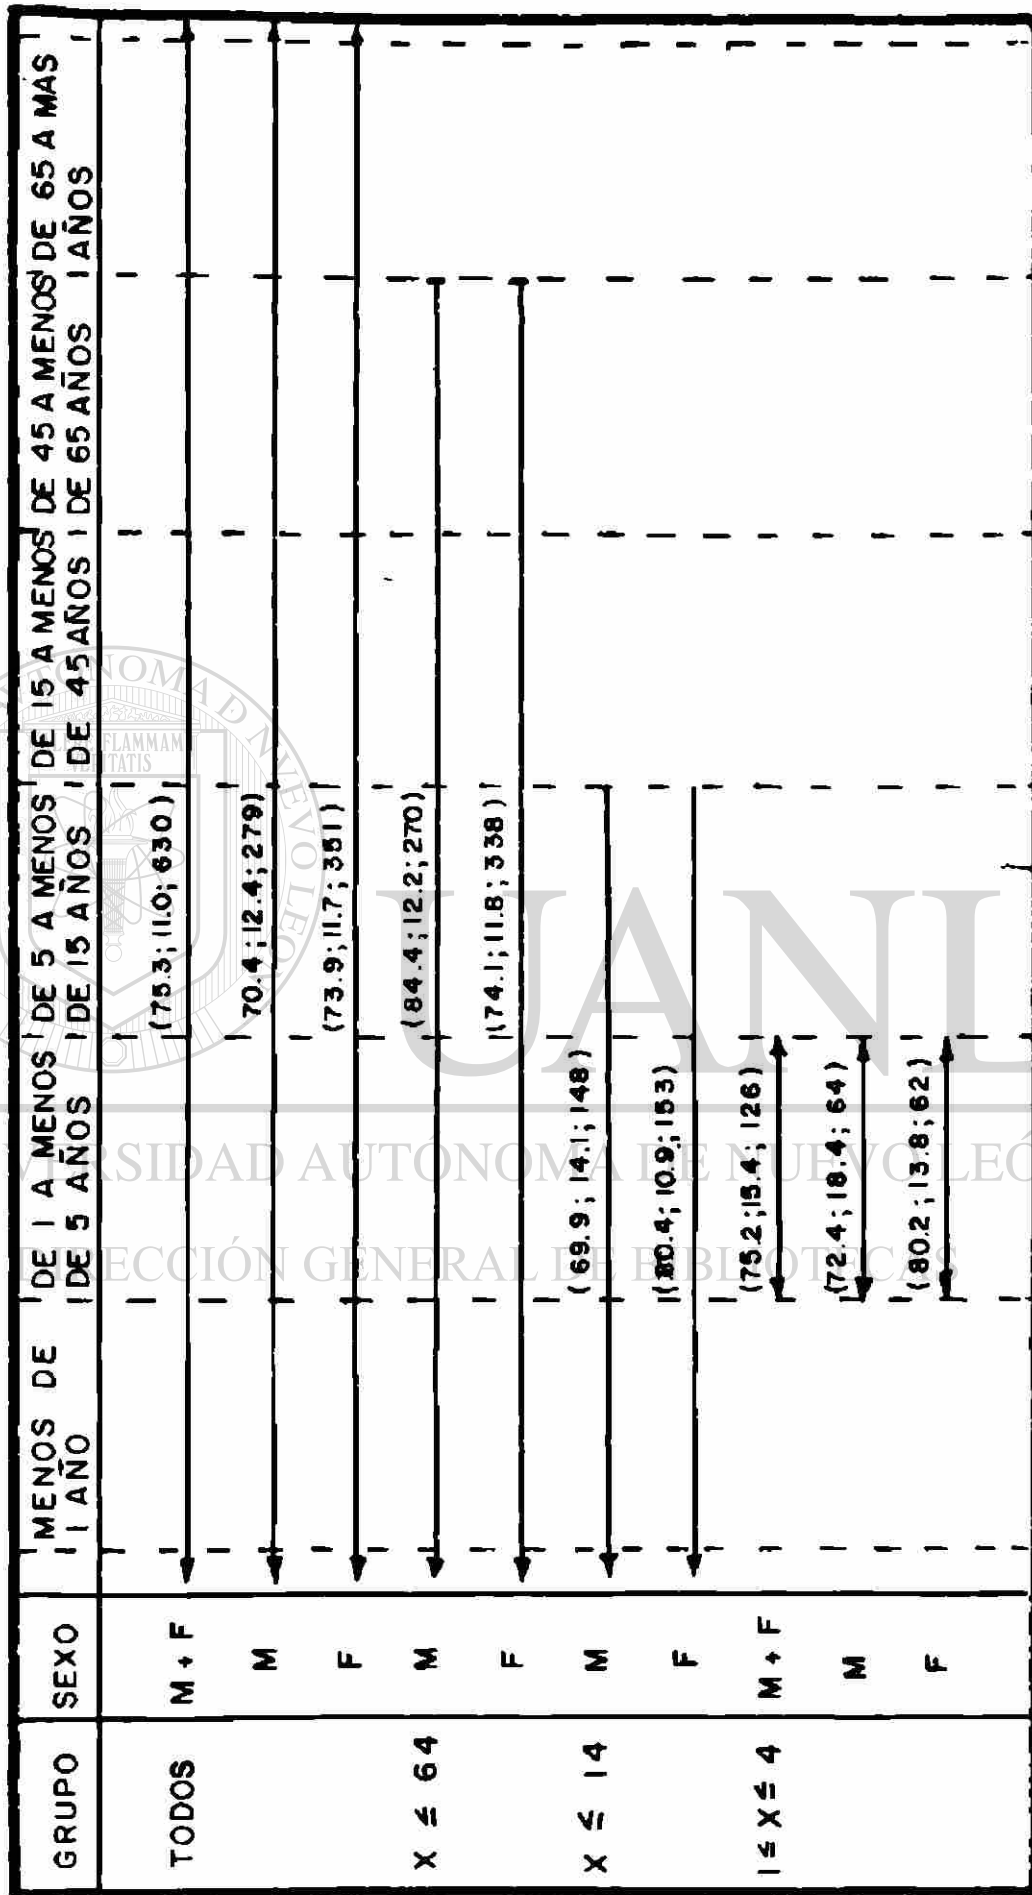 GRUPO SEXO MENOS DE 1 AÑO DE 1 A MENOS DE 5 AÑOS DE 5 A MENOS DE 15 AÑOS DE 15 A MENOS DE 45 AÑOS DE 45 A MENOS DE 65 AÑOS DE 65 A MAS AÑOS
TODOS M + F (75.3; 11.0; 630)
M 70.4; 12.4; 279)
F (73.9; 11.7; 351)
X ≤ 64 M (84.4; 12.2; 270)
F (74.1; 11.8; 338)
X ≤ 14 M (69.9; 14.1; 148)
F (80.4; 10.9; 153)
1 ≤ X ≤ 4 M + F (75.2; 15.4; 126)
M (72.4; 18.4; 64)
F (80.2; 13.8; 62)
UANL
AUTÓNOMA DE NUEVO LEÓN
DIRECCIÓN GENERAL DE BIBLIOTECAS
FLAMMAM
VERITATIS